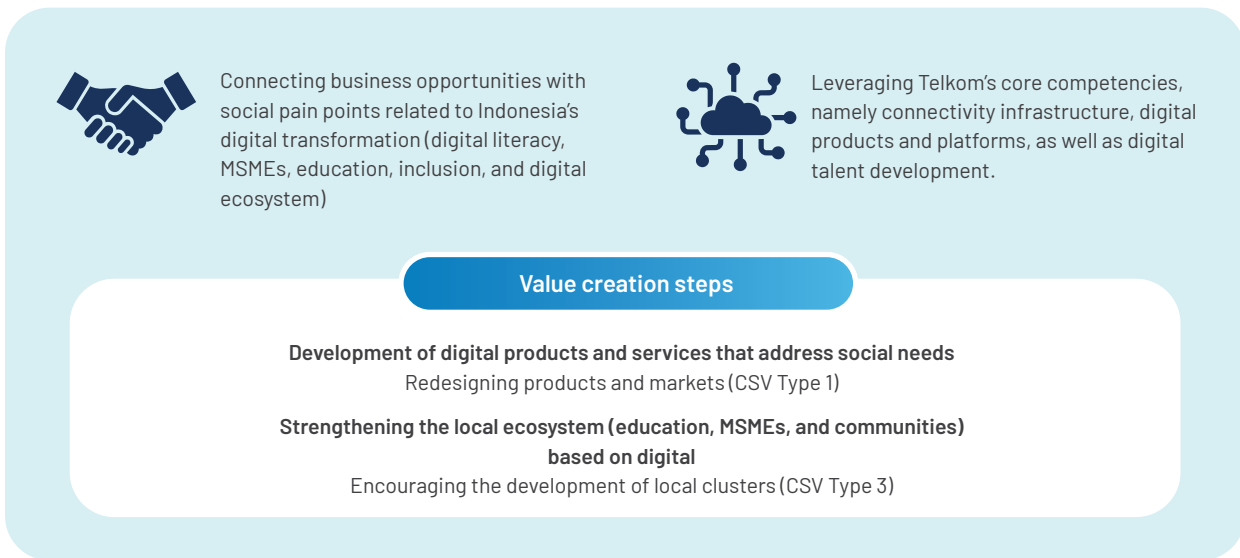 Connecting business opportunities with
social pain points related to Indonesia's
digital transformation (digital literacy,
MSMEs, education, inclusion, and digital
ecosystem)
Leveraging Telkom's core competencies,
namely connectivity infrastructure, digital
products and platforms, as well as digital
talent development.
Value creation steps
Development of digital products and services that address social needs
Redesigning products and markets (CSV Type 1)
Strengthening the local ecosystem (education, MSMEs, and communities)
based on digital
Encouraging the development of local clusters (CSV Type 3)